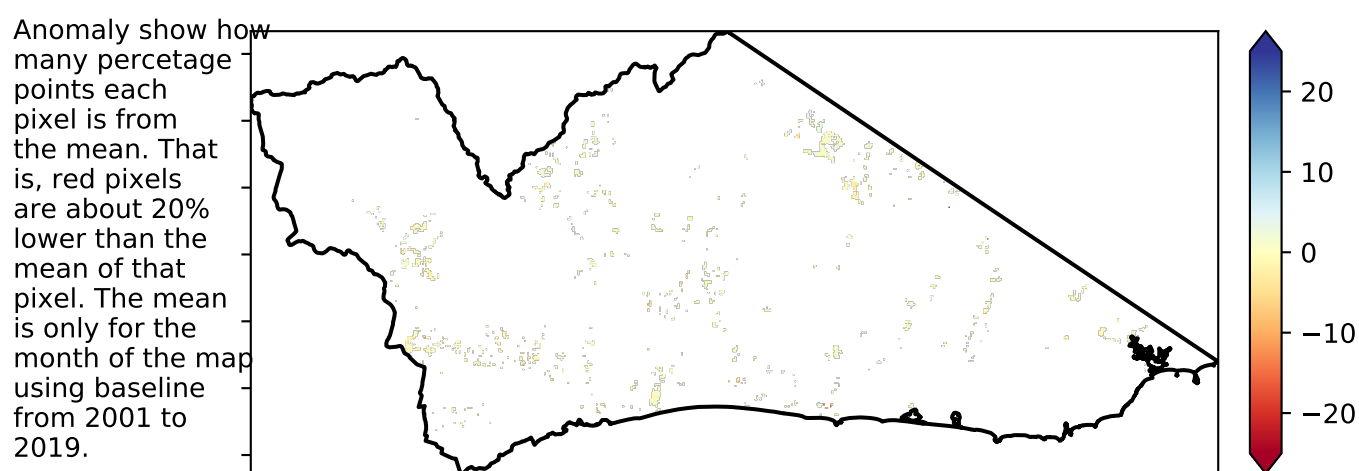 Anomaly show how
many percetage
points each
pixel is from
the mean. That
is, red pixels
are about 20%
lower than the
mean of that
pixel. The mean
is only for the
month of the map
using baseline
from 2001 to
2019.
20
10
0
−10
−20